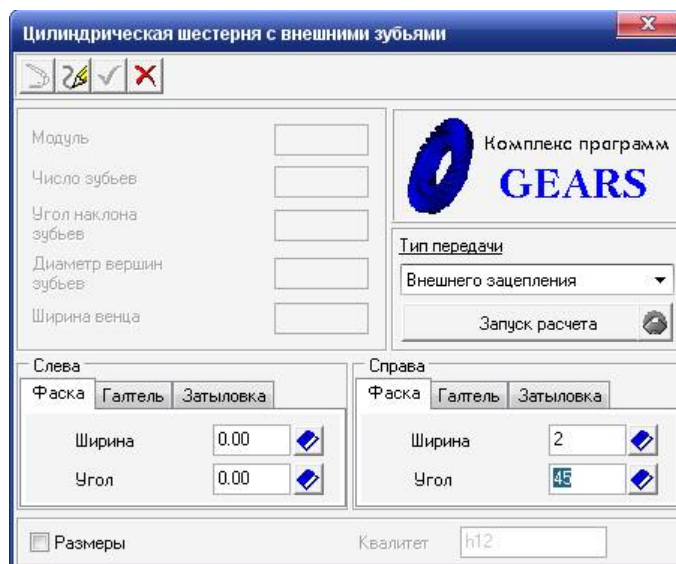 Цилиндрическая шестерня с внешними зубьями
Модуль
Число зубьев
Угол наклона
зубьев
Диаметр вершин
зубьев
Ширина венца
Комплекс программ
GEARS
Тип передачи
Внешнего зацепления
Запуск расчета
Слева
Фаска Галтель Затыловка
Ширина 0.00
Угол 0.00
Справа
Фаска Галтель Затыловка
Ширина 2
Угол 45
Размеры
Квалитет h12